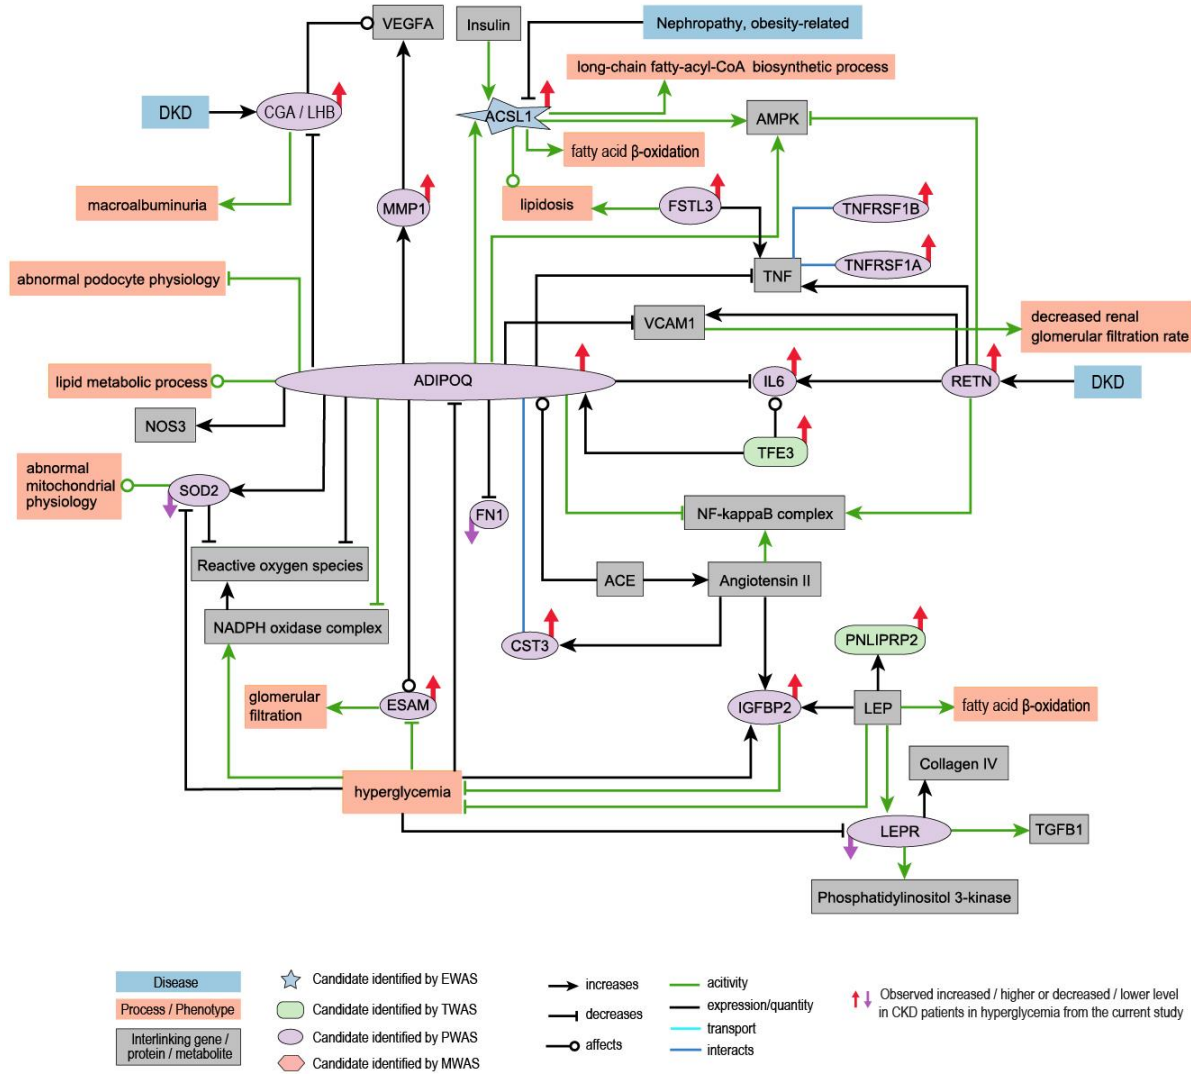 VEGFA
Insulin
Nephropathy, obesity-related
long-chain fatty-acyl-CoA biosynthetic process
DKD
CGA / LHB
ACSL1
AMPK
fatty acid β-oxidation
macroalbuminuria
MMP1
lipidosis
FSTL3
TNFRSF1B
TNFRSF1A
TNF
abnormal podocyte physiology
VCAM1
decreased renal
glomerular filtration rate
lipid metabolic process
ADIPOQ
IL6
RETN
DKD
NOS3
TFE3
abnormal
mitochondrial
physiology
SOD2
FN1
NF-kappaB complex
Reactive oxygen species
ACE
Angiotensin II
NADPH oxidase complex
CST3
PNLIPRP2
glomerular
filtration
ESAM
IGFBP2
LEP
fatty acid β-oxidation
Collagen IV
hyperglycemia
LEPR
TGFB1
Phosphatidylinositol 3-kinase
Disease
Process / Phenotype
Interlinking gene /
protein / metabolite
Candidate identified by EWAS
Candidate identified by TWAS
Candidate identified by PWAS
Candidate identified by MWAS
increases
decreases
affects
acitivity
expression/quantity
transport
interacts
Observed increased / higher or decreased / lower level
in CKD patients in hyperglycemia from the current study